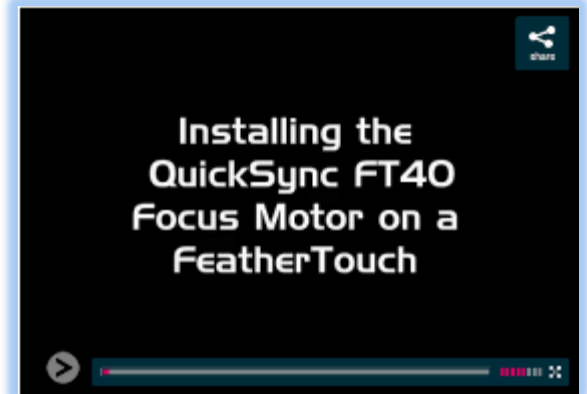 share
Installing the
QuickSync FT40
Focus Motor on a
FeatherTouch